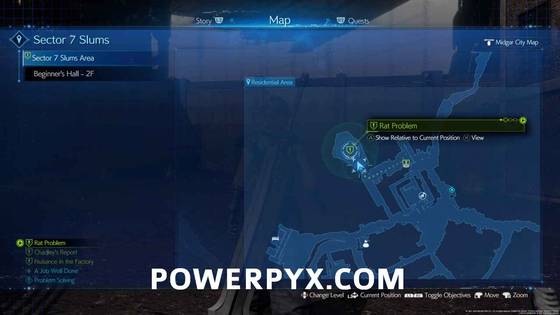 Story
Map
Quests
Sector 7 Slums
Midgar City Map
Sector 7 Slums Area
Beginner's Hall - 2F
Residential Area
Rat Problem
Show Relative to Current Position
View
Rat Problem
Chadley's Report
Nuisance in the Factory
A Job Well Done
Problem Solving
POWERPYX.COM
Change Level Current Position Toggle Objectives Move Zoom